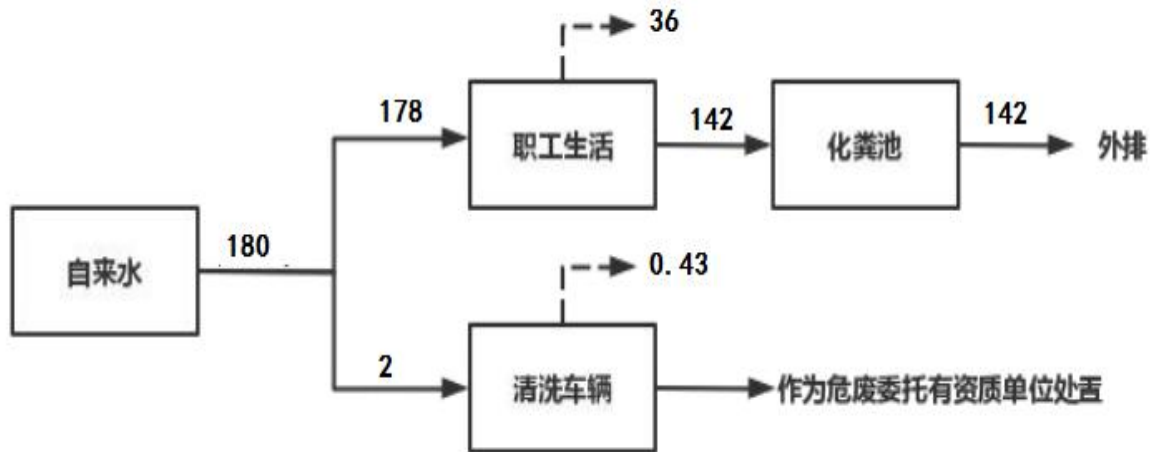 36
178
职工生活
142
化粪池
142
外排
自来水
180
0.43
2
清洗车辆
作为危废委托有资质单位处置